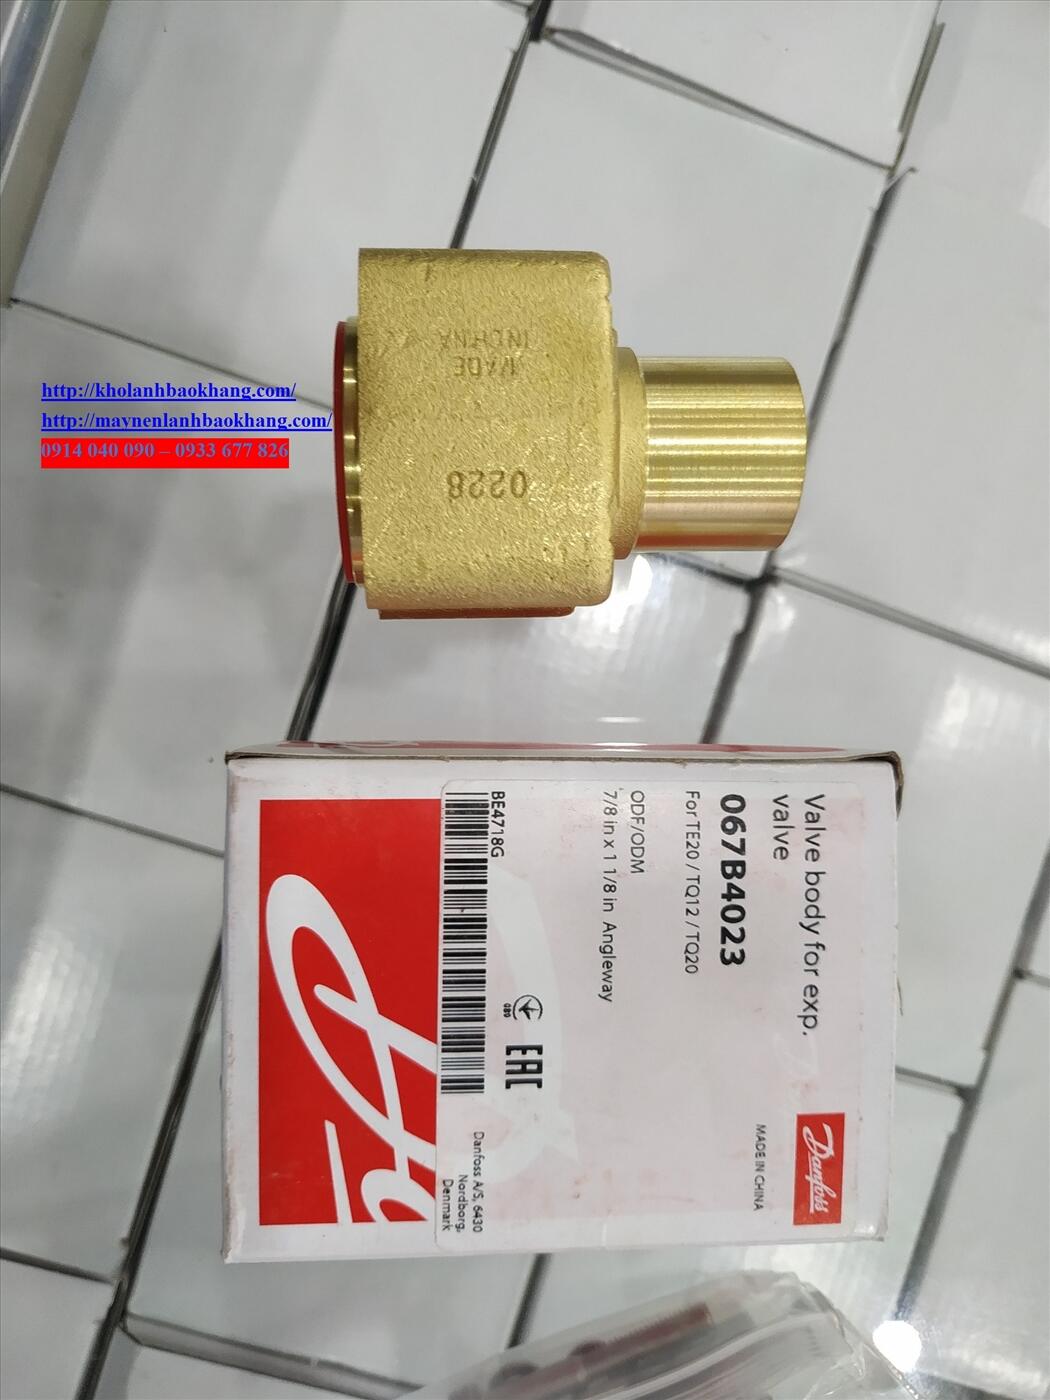 http://kholanhbaokhang.com/
http://maynenlanhbaokhang.com/
0914 040 090 – 0933 677 826
MADE
IN CHINA
0228
Valve body for exp.
valve
067B4023
For TE20 / TQ12 / TQ20
ODF/ODM
7/8 in x 1 1/8 in Angleway
BE4718G
089
EAC
Danfoss
MADE IN CHINA
Danfoss A/S, 6430
Nordborg,
Denmark